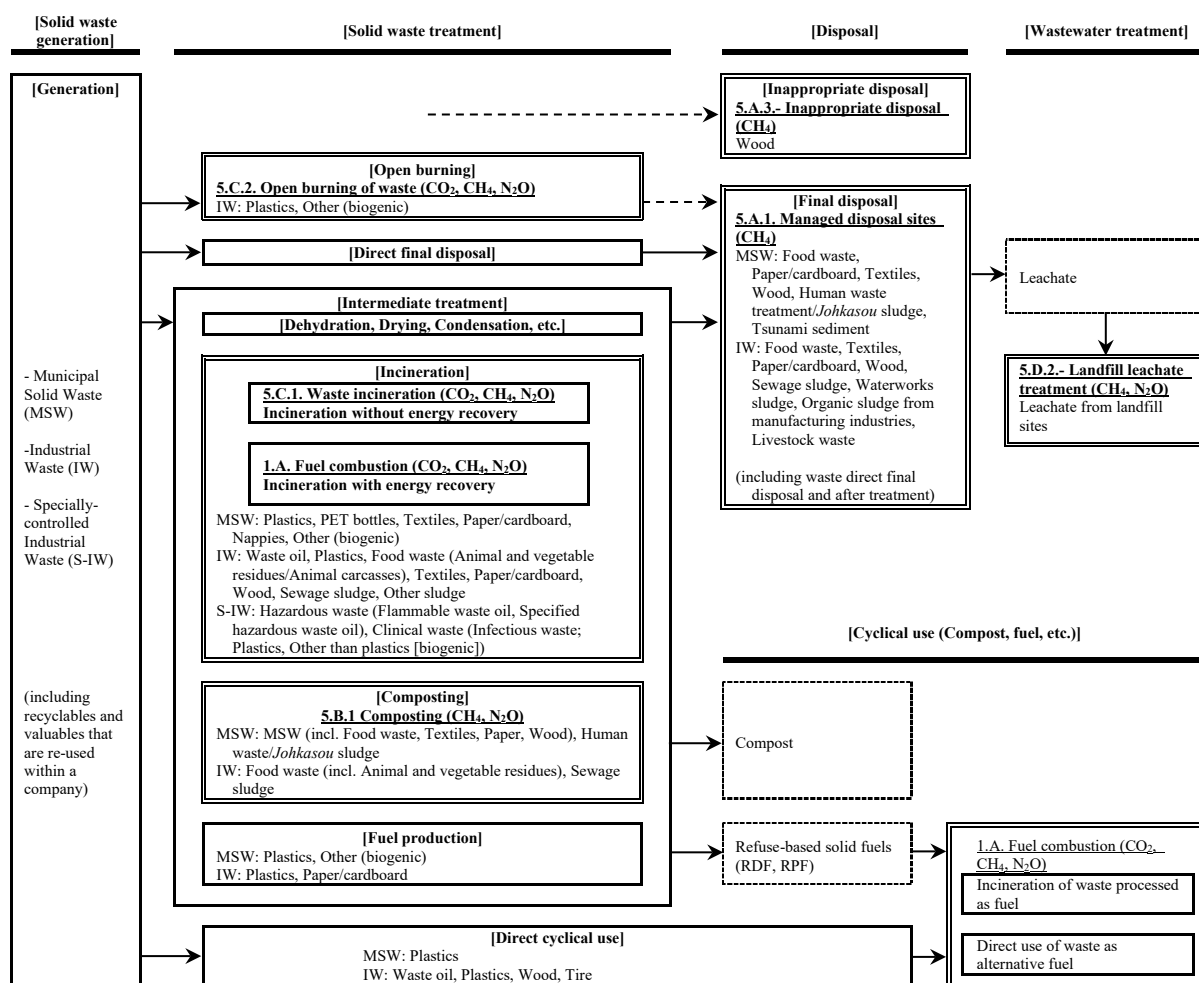 [Solid waste
generation]
[Solid waste treatment]
[Disposal]
[Wastewater treatment]
[Generation]
- Municipal
Solid Waste
(MSW)
-Industrial
Waste (IW)
- Specially-
controlled
Industrial
Waste (S-IW)
(including
recyclables and
valuables that
are re-used
within a
company)
[Open burning]
5.C.2. Open burning of waste (CO₂, CH₄, N₂O)
IW: Plastics, Other (biogenic)
[Direct final disposal]
[Intermediate treatment]
[Dehydration, Drying, Condensation, etc.]
[Incineration]
5.C.1. Waste incineration (CO₂, CH₄, N₂O)
Incineration without energy recovery
1.A. Fuel combustion (CO₂, CH₄, N₂O)
Incineration with energy recovery
MSW: Plastics, PET bottles, Textiles, Paper/cardboard,
Nappies, Other (biogenic)
IW: Waste oil, Plastics, Food waste (Animal and vegetable
residues/Animal carcasses), Textiles, Paper/cardboard,
Wood, Sewage sludge, Other sludge
S-IW: Hazardous waste (Flammable waste oil, Specified
hazardous waste oil), Clinical waste (Infectious waste;
Plastics, Other than plastics [biogenic])
[Composting]
5.B.1 Composting (CH₄, N₂O)
MSW: MSW (incl. Food waste, Textiles, Paper, Wood), Human
waste/Johkasou sludge
IW: Food waste (incl. Animal and vegetable residues), Sewage
sludge
[Fuel production]
MSW: Plastics, Other (biogenic)
IW: Plastics, Paper/cardboard
[Direct cyclical use]
MSW: Plastics
IW: Waste oil, Plastics, Wood, Tire
[Inappropriate disposal]
5.A.3.- Inappropriate disposal
(CH₄)
Wood
[Final disposal]
5.A.1. Managed disposal sites
(CH₄)
MSW: Food waste,
Paper/cardboard, Textiles,
Wood, Human waste
treatment/Johkasou sludge,
Tsunami sediment
IW: Food waste, Textiles,
Paper/cardboard, Wood,
Sewage sludge, Waterworks
sludge, Organic sludge from
manufacturing industries,
Livestock waste
(including waste direct final
disposal and after treatment)
Leachate
5.D.2.- Landfill leachate
treatment (CH₄, N₂O)
Leachate from landfill
sites
[Cyclical use (Compost, fuel, etc.)]
Compost
Refuse-based solid fuels
(RDF, RPF)
1.A. Fuel combustion (CO₂,
CH₄, N₂O)
Incineration of waste processed
as fuel
Direct use of waste as
alternative fuel